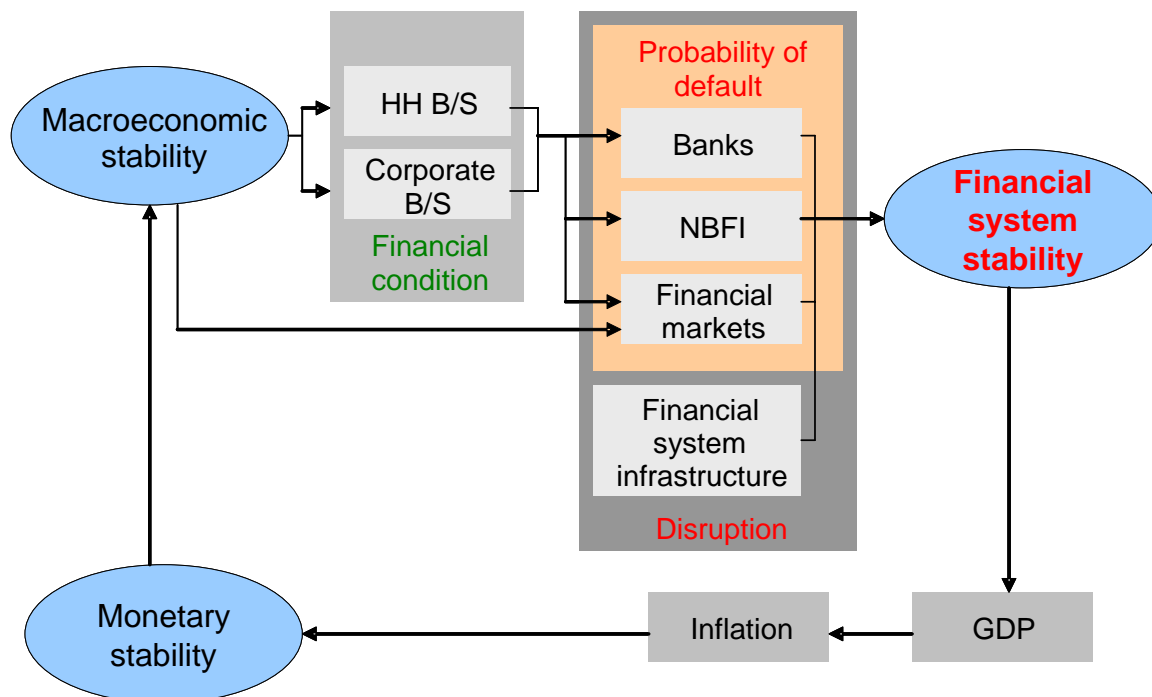 Macroeconomic
stability
HH B/S
Corporate
B/S
Financial
condition
Probability of
default
Banks
NBFI
Financial
markets
Financial
system
infrastructure
Disruption
Financial
system
stability
Monetary
stability
Inflation
GDP